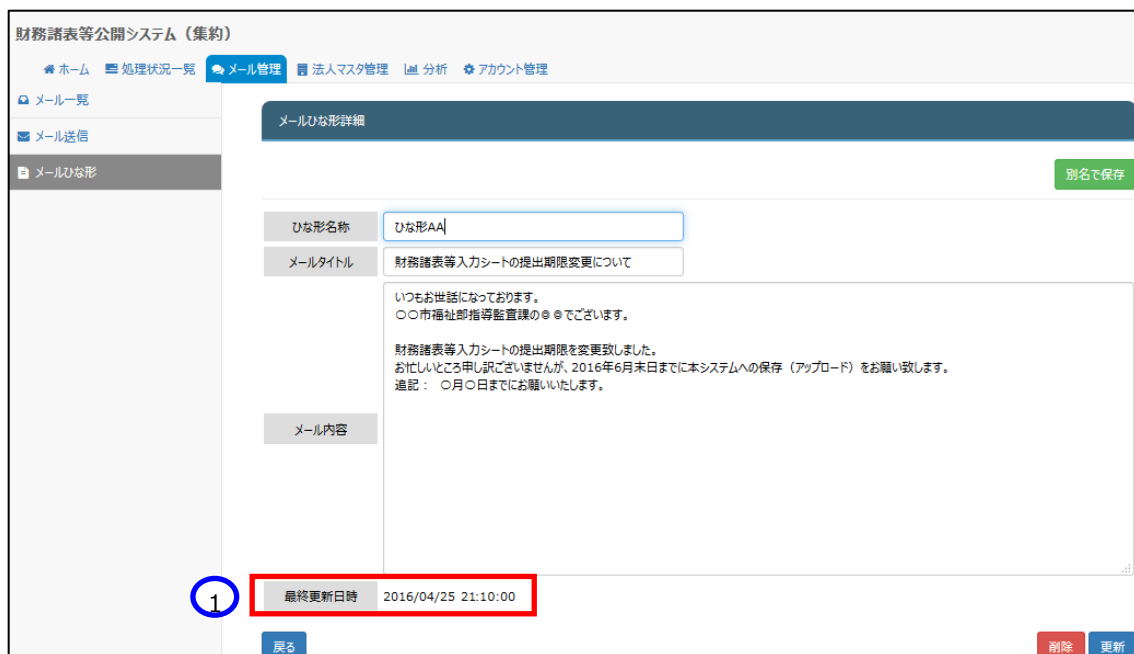 財務諸表等公開システム（集約）
ホーム 処理状況一覧 メール管理 法人マスタ管理 分析 アカウント管理
メール一覧
メール送信
メールひな形
メールひな形詳細
別名で保存
ひな形名称 ひな形AA
メールタイトル 財務諸表等入力シートの提出期限変更について
いつもお世話になっております。
〇〇市福祉部指導監査課の◎◎でございます。
財務諸表等入力シートの提出期限を変更致しました。
お忙しいところ申し訳ございませんが、2016年6月末日までに本システムへの保存（アップロード）をお願い致します。
追記： 〇月〇日までにお願いいたします。
メール内容
1 最終更新日時 2016/04/25 21:10:00
戻る 削除 更新